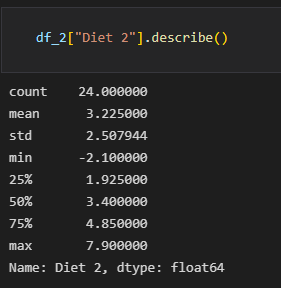 df_2["Diet 2"].describe()
count    24.000000
mean      3.225000
std       2.507944
min      -2.100000
25%       1.925000
50%       3.400000
75%       4.850000
max       7.900000
Name: Diet 2, dtype: float64